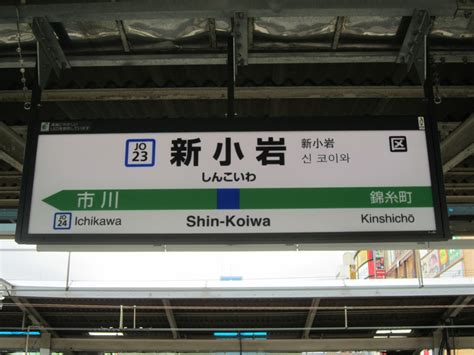 JO
23
新小岩
しんこいわ
新小岩
신 코이와
区
市川
錦糸町
JO
24
Ichikawa
Shin-Koiwa
Kinshichō